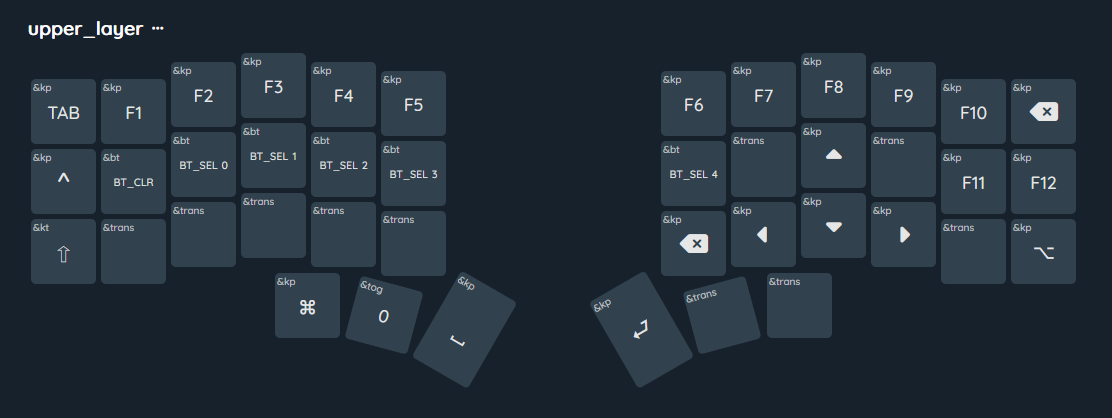 upper_layer ···
&kp TAB &kp F1 &kp F2 &kp F3 &kp F4 &kp F5 &kp F6 &kp F7 &kp F8 &kp F9 &kp F10 &kp ⌫
&kp ^ &bt BT_CLR &bt BT_SEL 0 &bt BT_SEL 1 &bt BT_SEL 2 &bt BT_SEL 3 &bt BT_SEL 4 &trans &kp &trans &kp F11 &kp F12
&kt ⇧ &trans &trans &trans &trans &trans &kp ⌫ &kp &kp &kp &trans &kp ⌥
&kp ⌘ &tog 0 &kp &kp &trans &trans